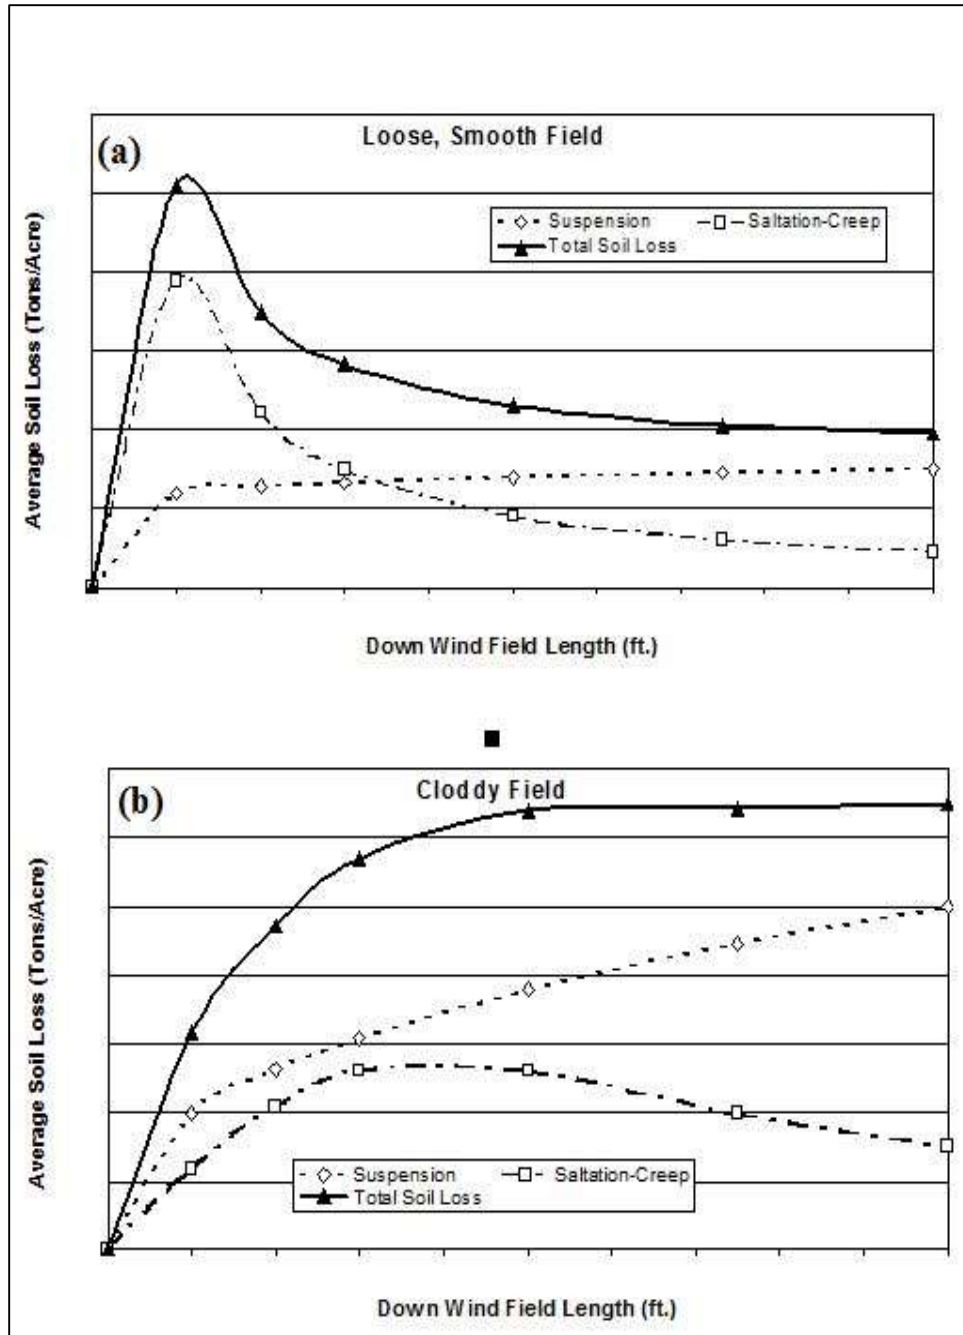 (a)
Loose, Smooth Field
Suspension
Saltation-Creep
Total Soil Loss
Average Soil Loss (Tons/Acre)
Down Wind Field Length (ft.)
(b)
Cloddy Field
Average Soil Loss (Tons/Acre)
Suspension
Saltation-Creep
Total Soil Loss
Down Wind Field Length (ft.)